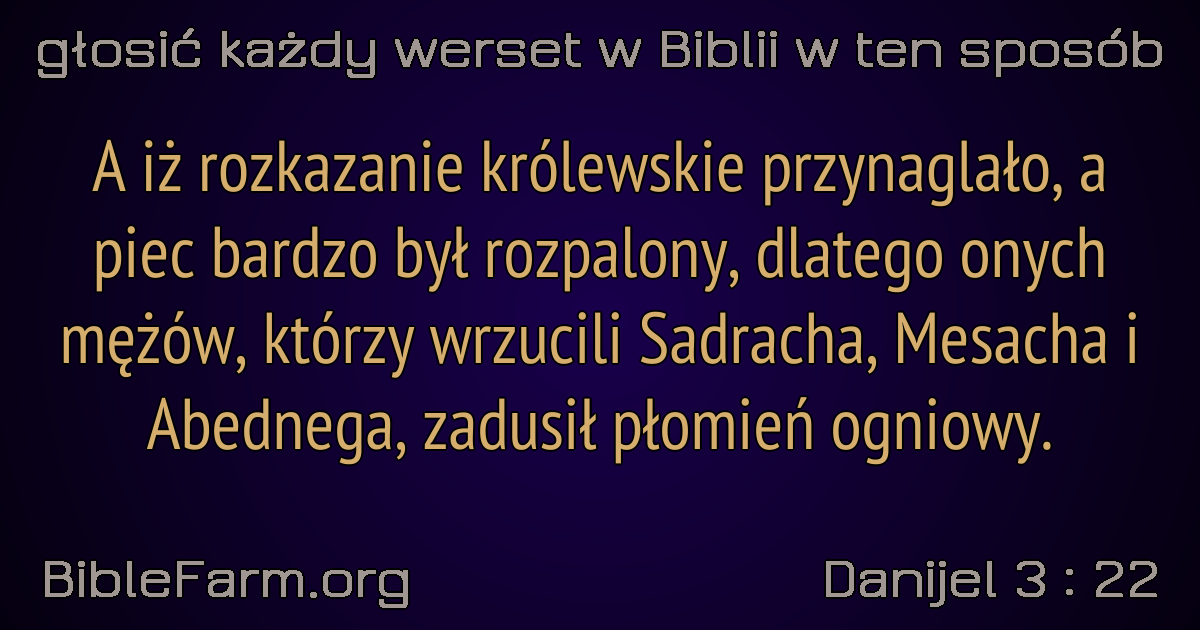 głosić każdy werset w Biblii w ten sposób
A iż rozkazanie królewskie przynaglało, a
piec bardzo był rozpalony, dlatego onych
mężów, którzy wrzucili Sadracha, Mesacha i
Abednega, zadusił płomień ogniowy.
BibleFarm.org
Danijel 3 : 22